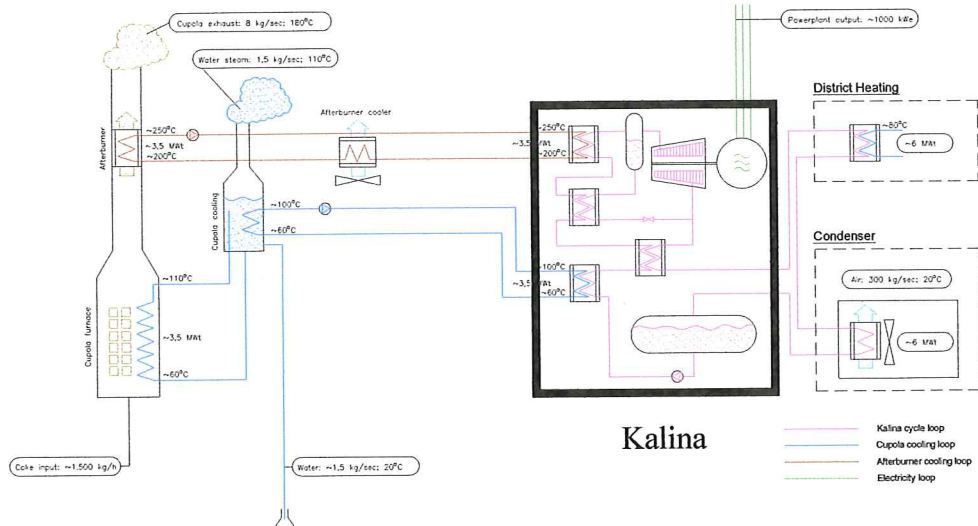 Cupola exhaust: 8 kg/sec; 180°C
Water steam: 1,5 kg/sec; 110°C
Powerplant output: ~1000 kWe
Afterburner cooler
Afterburner
~250°C
~3,5 MWt
~200°C
Cupola cooling
~100°C
~60°C
~110°C
Cupola furnace
~3,5 MWt
~60°C
Coke input: ~1.500 kg/h
Water: ~1,5 kg/sec; 20°C
~250°C
~3,5 MWt
~200°C
~100°C
~3,5 MWt
~60°C
Kalina
District Heating
~80°C
~6 MWt
Condenser
Air: 300 kg/sec; 20°C
~6 MWt
Kalina cycle loop
Cupola cooling loop
Afterburner cooling loop
Electricity loop